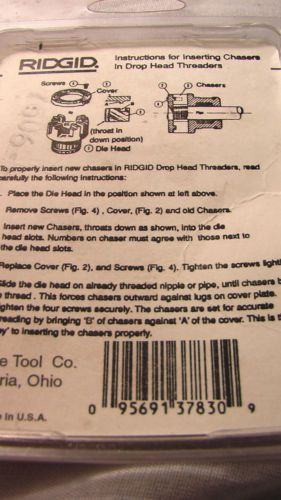 RIDGID.
Instructions for Inserting Chasers
In Drop Head Threaders
Screws
Cover
Chasers
(throat in
down position)
Die Head
To properly insert new chasers in RIDGID Drop Head Threaders, read
carefully the following instructions:
. Place the Die Head in the position shown at left above.
Remove Screws (Fig. 4) , Cover, (Fig. 2) and old Chasers.
Insert new Chasers, throats down as shown, into the die
head slots. Numbers on chaser must agree with those next to
the die head slots.
Replace Cover (Fig. 2), and Screws (Fig. 4). Tighten the screws lightl
Slide the die head on already threaded nipple or pipe, until chasers b
e thread . This forces chasers outward against lugs on cover plate.
ighten the four screws securely. The chasers are set for accurate
reading by bringing 'B' of chasers against 'A' of the cover. This is t
ey' to inserting the chasers properly.
e Tool Co.
ria, Ohio
e in U.S.A.
0 95691 37830 9